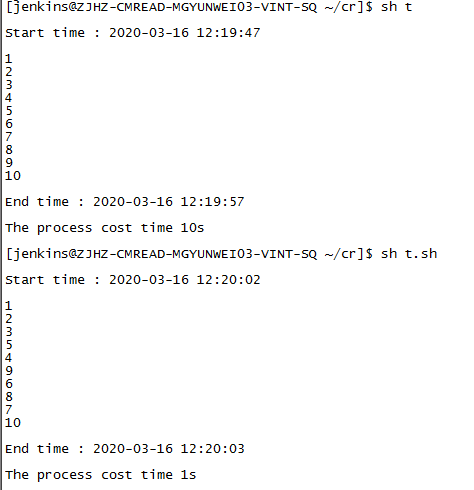 [jenkins@ZJHZ-CMREAD-MGYUNWEI03-VINT-SQ ~/cr]$ sh t
Start time : 2020-03-16 12:19:47
1
2
3
4
5
6
7
8
9
10
End time : 2020-03-16 12:19:57
The process cost time 10s
[jenkins@ZJHZ-CMREAD-MGYUNWEI03-VINT-SQ ~/cr]$ sh t.sh
Start time : 2020-03-16 12:20:02
1
2
3
5
4
9
6
8
7
10
End time : 2020-03-16 12:20:03
The process cost time 1s